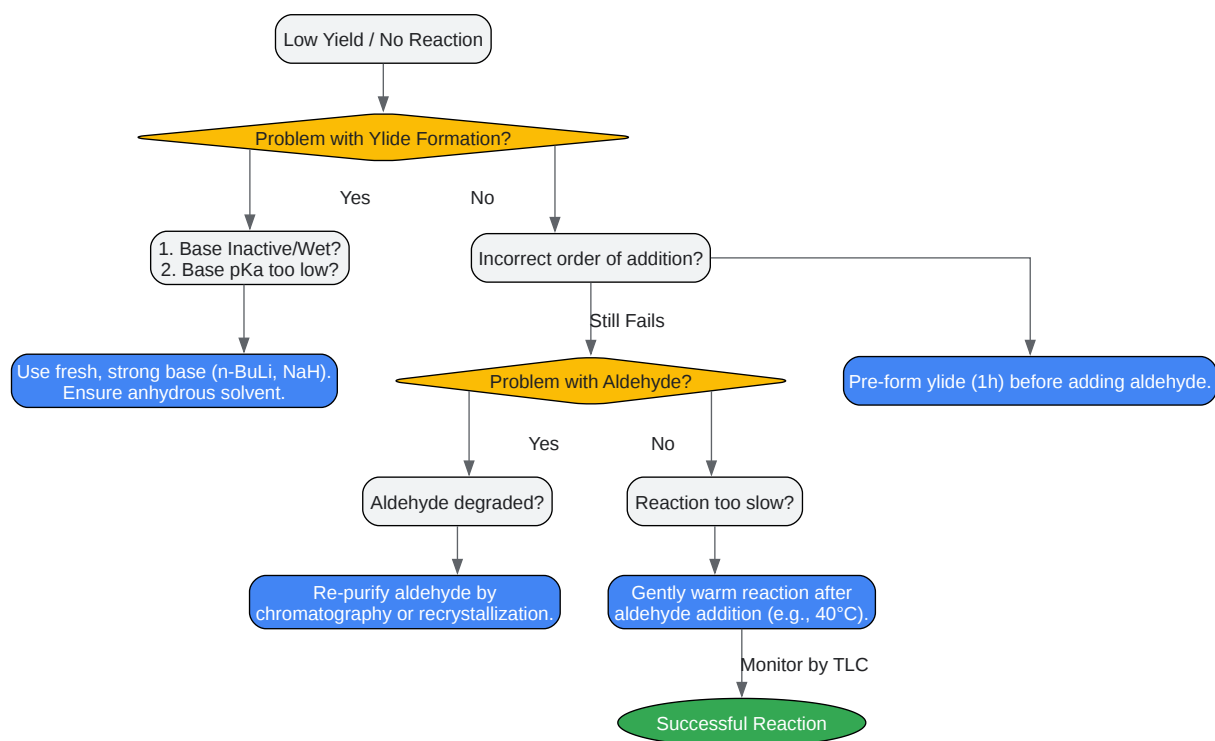 Low Yield / No Reaction
Problem with Ylide Formation?
Yes
No
1. Base Inactive/Wet?
2. Base pKa too low?
Incorrect order of addition?
Still Fails
Use fresh, strong base (n-BuLi, NaH).
Ensure anhydrous solvent.
Problem with Aldehyde?
Pre-form ylide (1h) before adding aldehyde.
Yes
No
Aldehyde degraded?
Reaction too slow?
Re-purify aldehyde by
chromatography or recrystallization.
Gently warm reaction after
aldehyde addition (e.g., 40°C).
Monitor by TLC
Successful Reaction